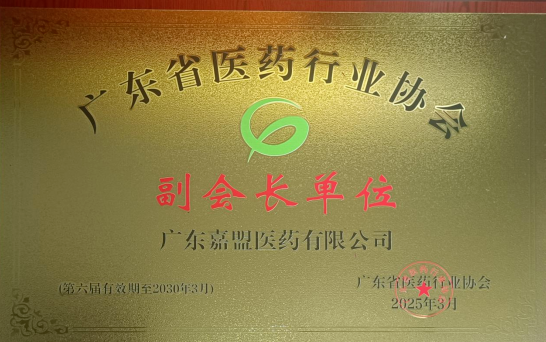 广东省医药行业协会
副会长单位
广东嘉盟医药有限公司
(第六届有效期至2030年3月)
广东省医药行业协会
2025年3月